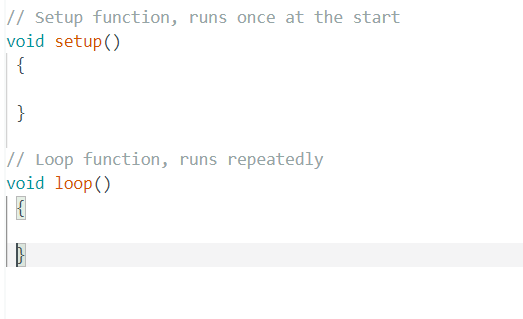 // Setup function, runs once at the start
void setup()
{
}
// Loop function, runs repeatedly
void loop()
{
}